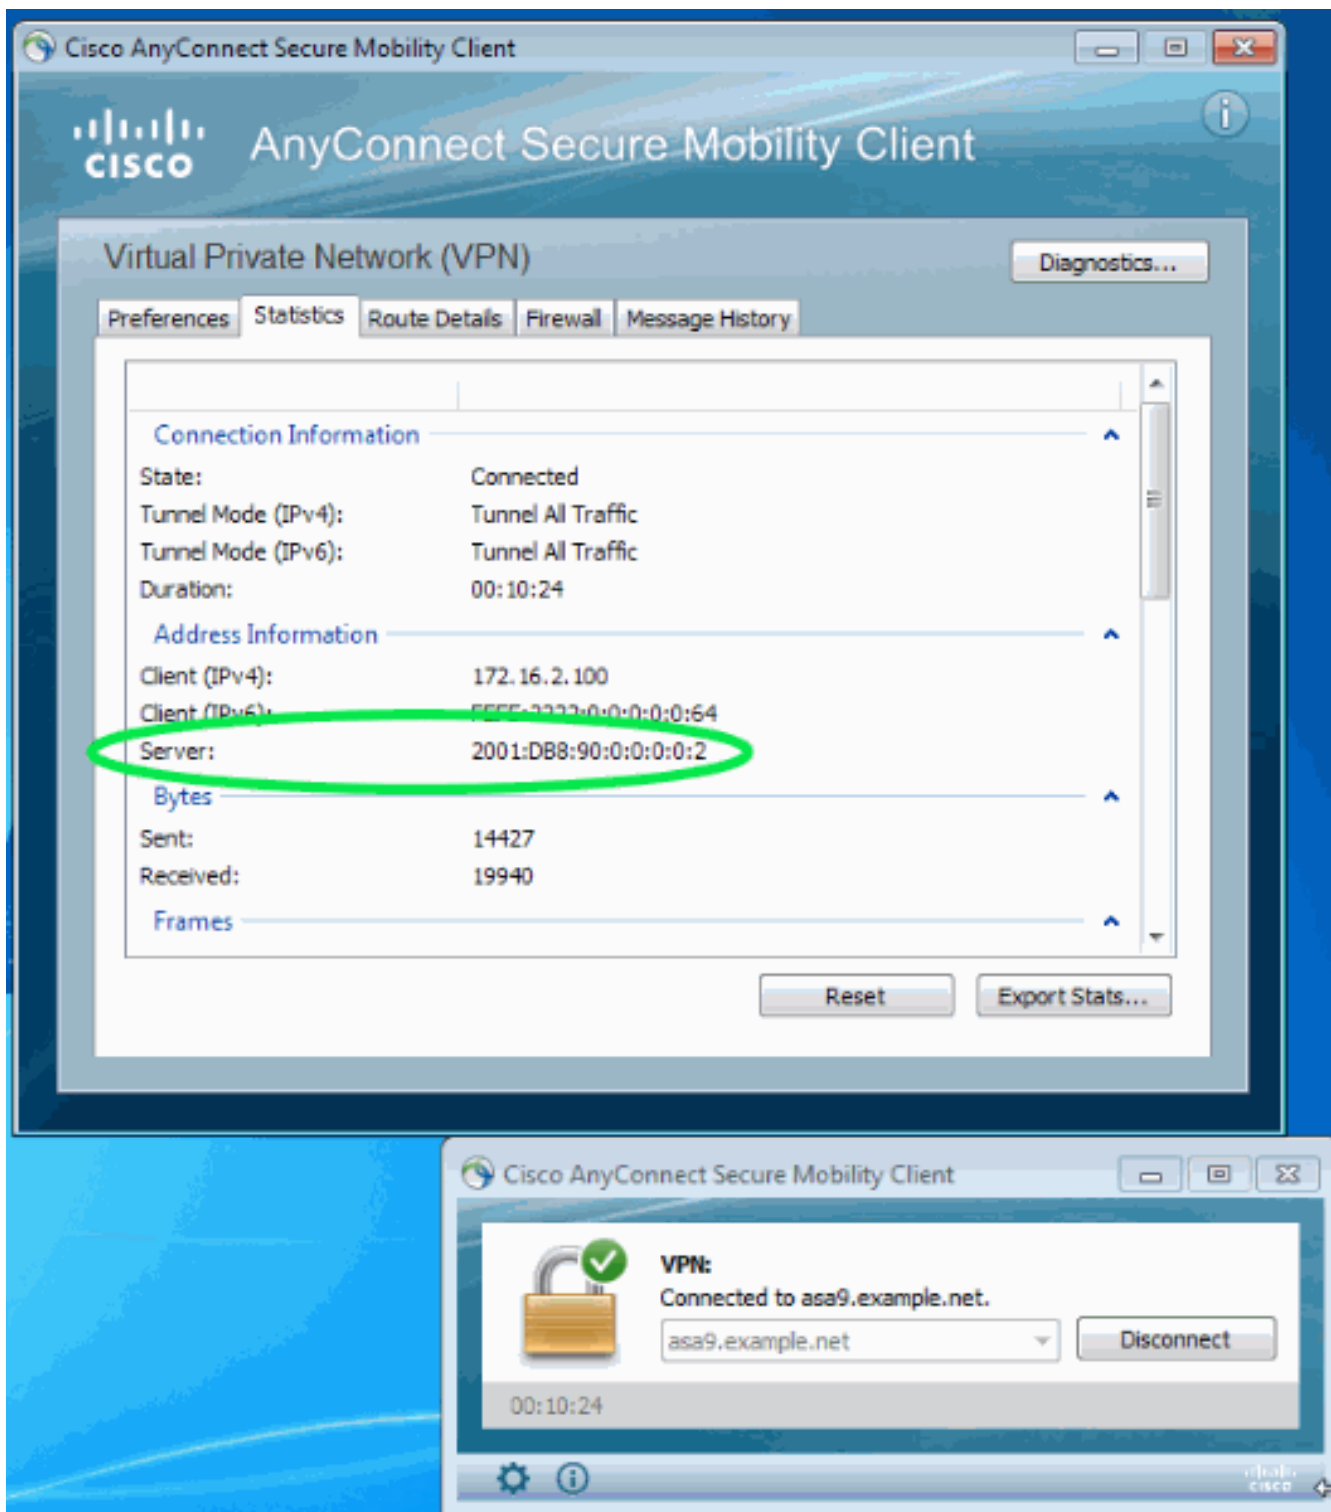 Cisco AnyConnect Secure Mobility Client
CISCO AnyConnect Secure Mobility Client
Virtual Private Network (VPN)
Diagnostics...
Preferences Statistics Route Details Firewall Message History
Connection Information
State: Connected
Tunnel Mode (IPv4): Tunnel All Traffic
Tunnel Mode (IPv6): Tunnel All Traffic
Duration: 00:10:24
Address Information
Client (IPv4): 172.16.2.100
Client (IPv6):
Server: 2001:DB8:90:0:0:0:0:2
Bytes
Sent: 14427
Received: 19940
Frames
Reset Export Stats...
Cisco AnyConnect Secure Mobility Client
VPN:
Connected to asa9.example.net.
asa9.example.net Disconnect
00:10:24
CISCO